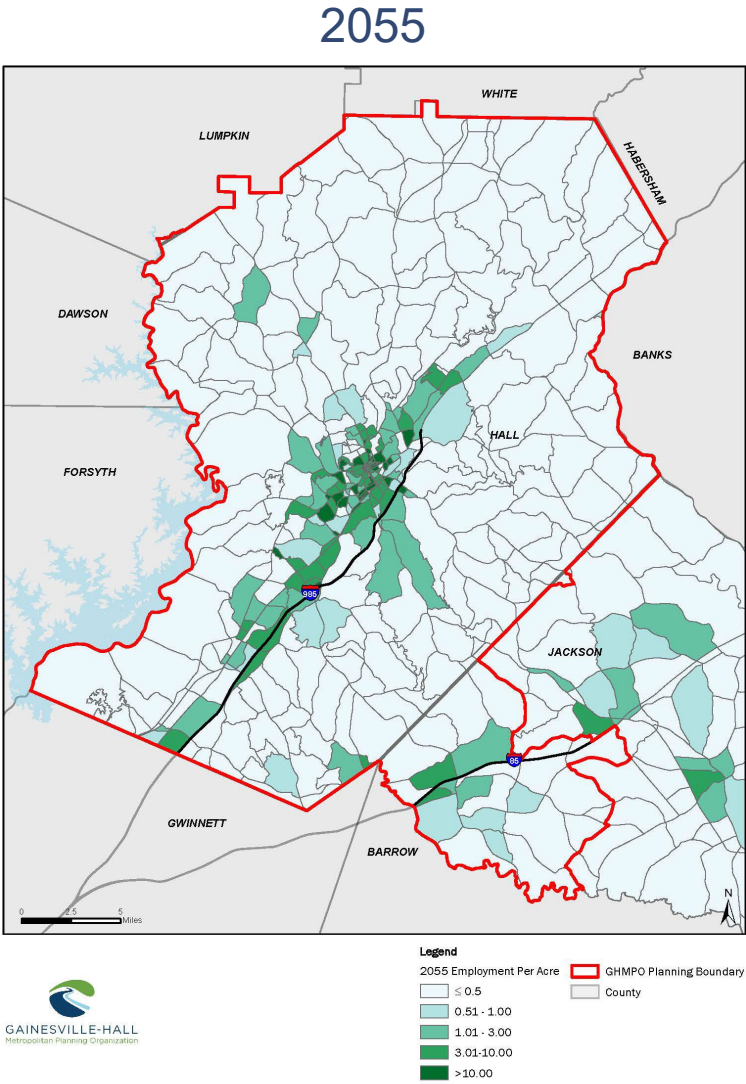 2055
WHITE
LUMPKIN
HABERSHAM
DAWSON
BANKS
HALL
FORSYTH
985
JACKSON
85
GWINNETT
BARROW
N
0 2.5 5
Miles
Legend
2055 Employment Per Acre
≤ 0.5
0.51 - 1.00
1.01 - 3.00
3.01-10.00
>10.00
GHMPO Planning Boundary
County
GAINESVILLE-HALL
Metropolitan Planning Organization